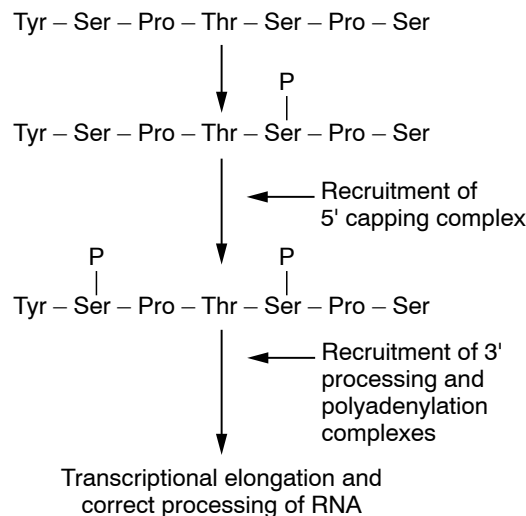 Tyr – Ser – Pro – Thr – Ser – Pro – Ser
P
Tyr – Ser – Pro – Thr – Ser – Pro – Ser
Recruitment of
5' capping complex
P P
Tyr – Ser – Pro – Thr – Ser – Pro – Ser
Recruitment of 3'
processing and
polyadenylation
complexes
Transcriptional elongation and
correct processing of RNA